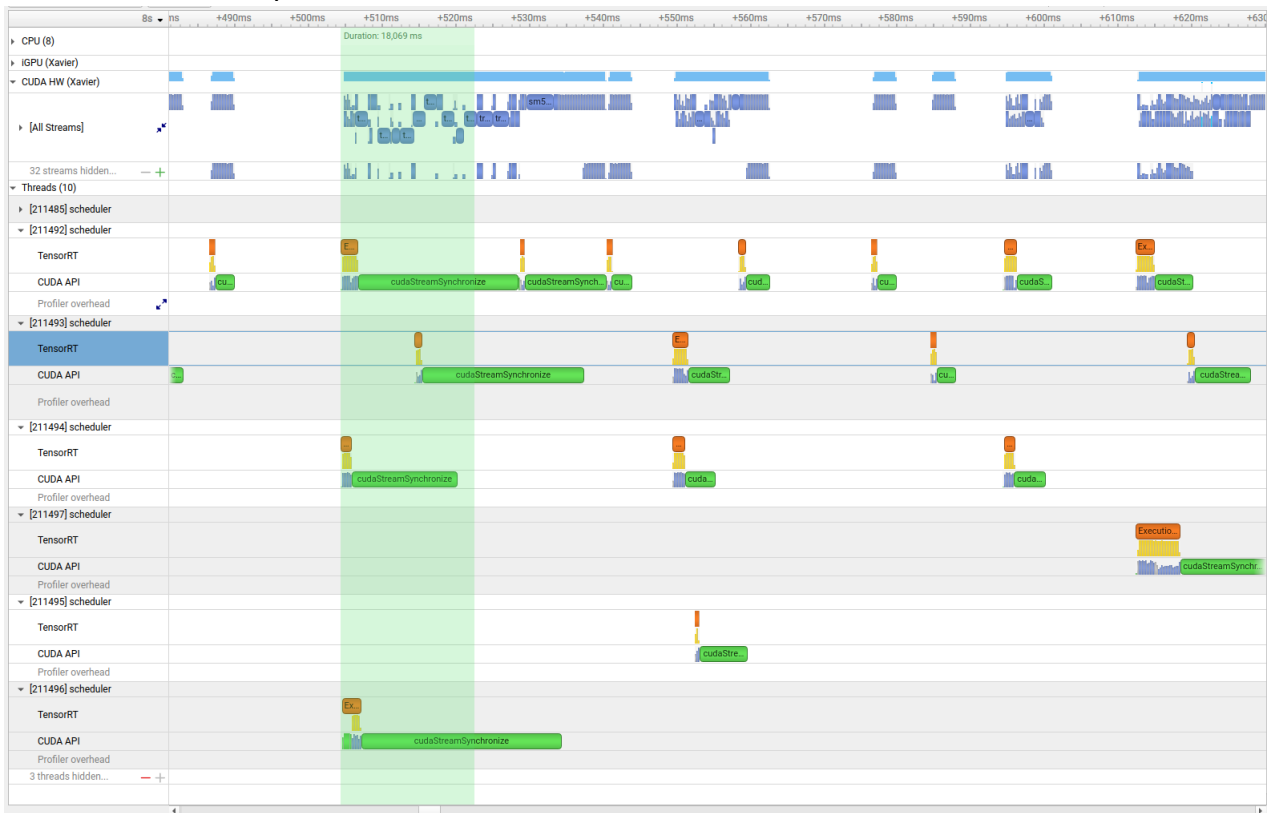 8s ns +490ms +500ms +510ms +520ms +530ms +540ms +550ms +560ms +570ms +580ms +590ms +600ms +610ms +620ms +630
Duration: 18,069 ms
CPU (8)
iGPU (Xavier)
CUDA HW (Xavier)
t... sm5...
[All Streams] t... ... t... t... tr... tr... ...
t... t...
32 streams hidden... — +
Threads (10)
[211485] scheduler
[211492] scheduler
TensorRT E... ... Ex...
CUDA API cu... cudaStreamSynchronize cudaStreamSynch... cu... cud... cu... cudaS... cudaSt...
Profiler overhead
[211493] scheduler
TensorRT E...
CUDA API c... cudaStreamSynchronize cudaStr... cu... cudaStrea...
Profiler overhead
[211494] scheduler
TensorRT ... ... ...
CUDA API cudaStreamSynchronize cuda... cuda...
Profiler overhead
[211497] scheduler
TensorRT Executio...
CUDA API cudaStreamSynchr...
Profiler overhead
[211495] scheduler
TensorRT
CUDA API cudaStre...
Profiler overhead
[211496] scheduler
TensorRT Ex...
CUDA API cudaStreamSynchronize
Profiler overhead
3 threads hidden... — +